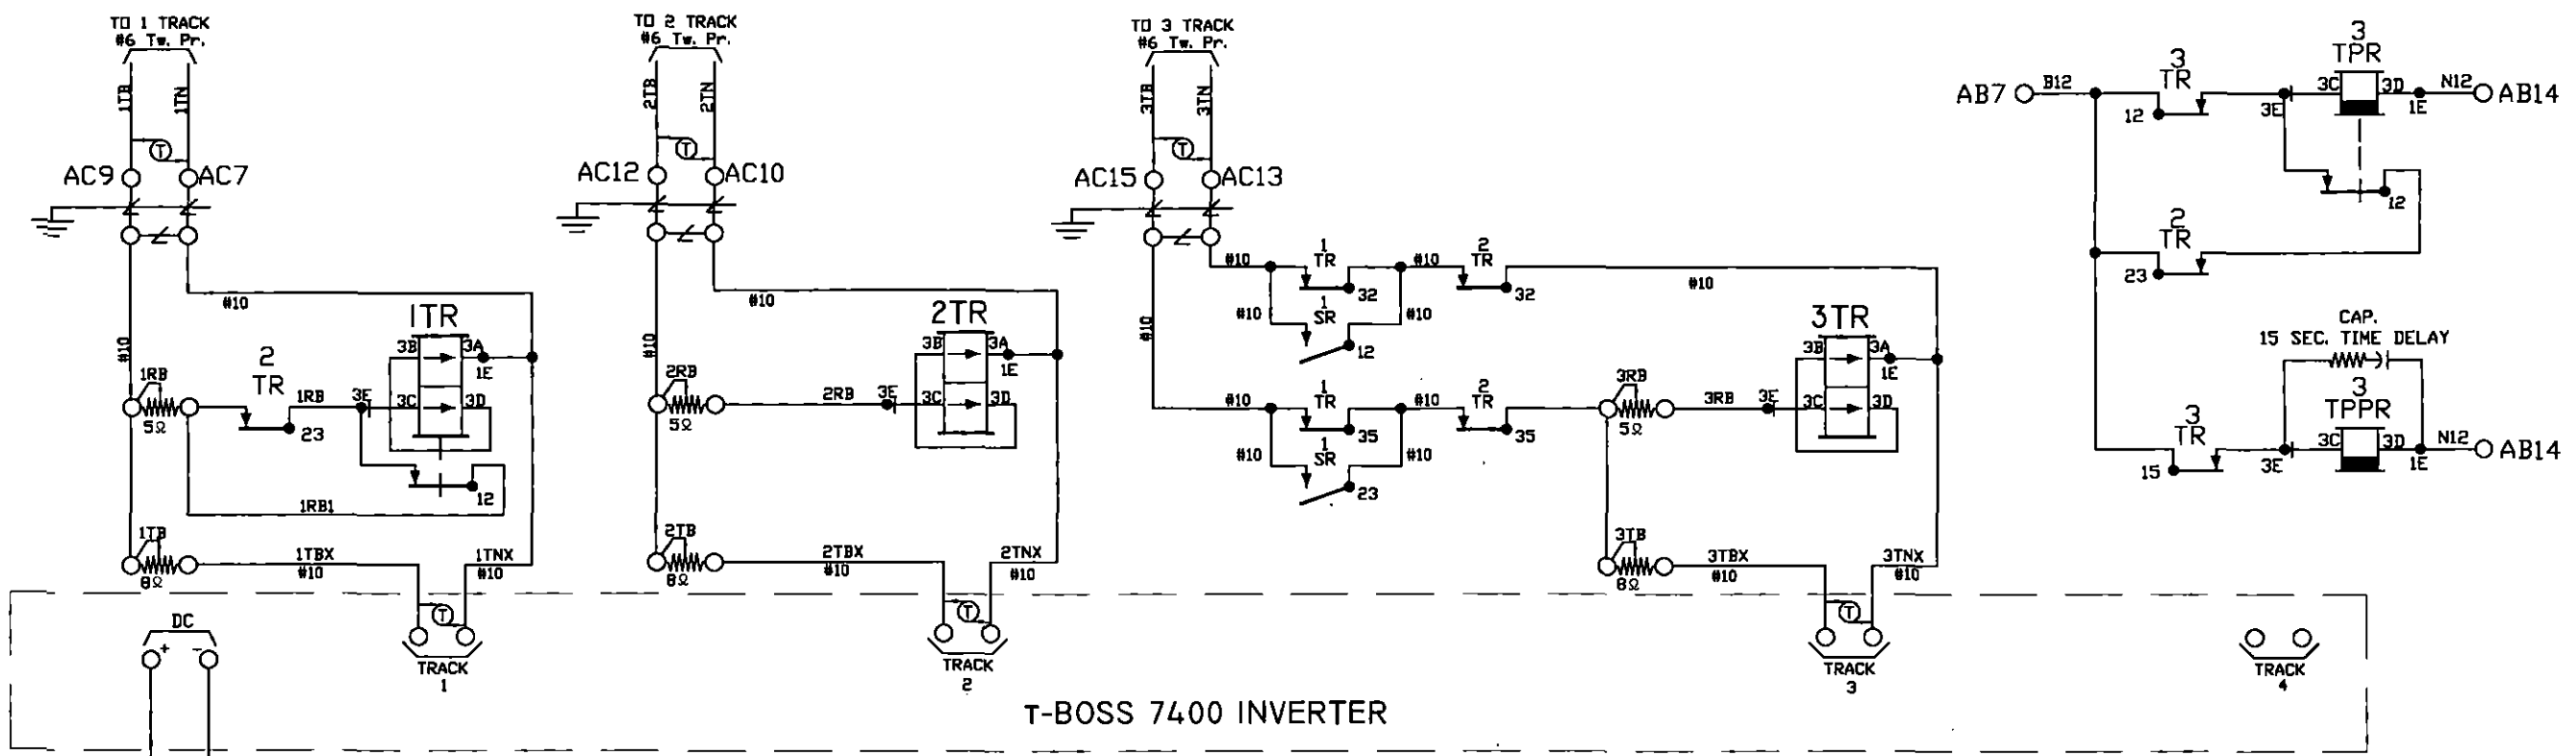 TO 1 TRACK
#6 Tw. Pr.
1TB
1TN
T
AC9
AC7
#10
#10
1RB
5Ω
2
TR
23
1RB
3E
1TR
3B
3A
1E
3C
3D
12
1RB1
1TB
8Ω
1TBX
#10
1TNX
#10
T
TRACK
1
TO 2 TRACK
#6 Tw. Pr.
2TB
2TN
T
AC12
AC10
#10
#10
2RB
5Ω
2RB
3E
2TR
3B
3A
1E
3C
3D
2TB
8Ω
2TBX
#10
2TNX
#10
T
TRACK
2
TO 3 TRACK
#6 Tw. Pr.
3TB
3TN
T
AC15
AC13
#10
#10
1
TR
32
#10
1
SR
12
#10
#10
2
TR
32
#10
#10
1
TR
35
#10
1
SR
23
#10
#10
2
TR
35
3RB
5Ω
3RB
3E
3TR
3B
3A
1E
3C
3D
3TB
8Ω
3TBX
#10
3TNX
#10
T
TRACK
3
AB7
B12
3
TR
12
3E
3
TPR
3C
3D
1E
N12
AB14
12
2
TR
23
CAP.
15 SEC. TIME DELAY
3
TR
15
3E
3
TPPR
3C
3D
1E
N12
AB14
DC
+
-
TRACK
4
T-BOSS 7400 INVERTER